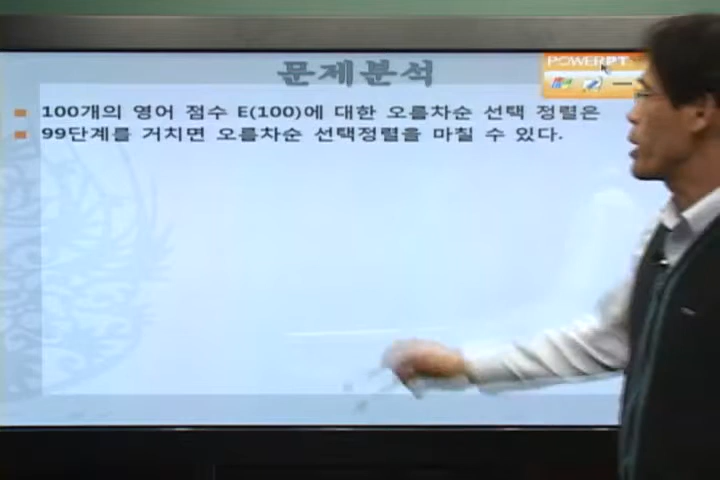 문제분석
POWERPT
100개의 영어 점수 E(100)에 대한 오름차순 선택 정렬은
99단계를 거치면 오름차순 선택정렬을 마칠 수 있다.